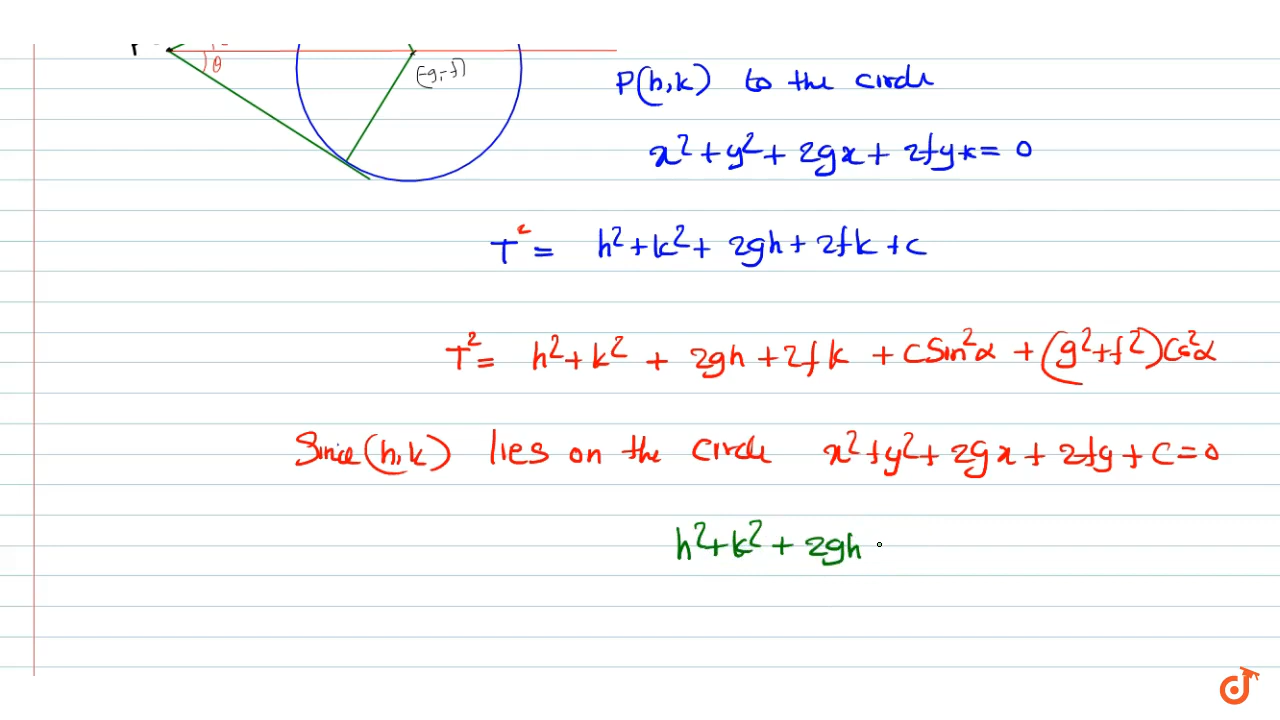 θ
(-g,-f)
P(h,k) to the circle
x²+y²+2gx+2fy+c=0
T² = h²+k²+2gh+2fk+c
T² = h²+k²+2gh+2fk+c Sin²α+(g²+f²)Cos²α
Since (h,k) lies on the circle x²+y²+2gx+2fy+c=0
h²+k²+2gh